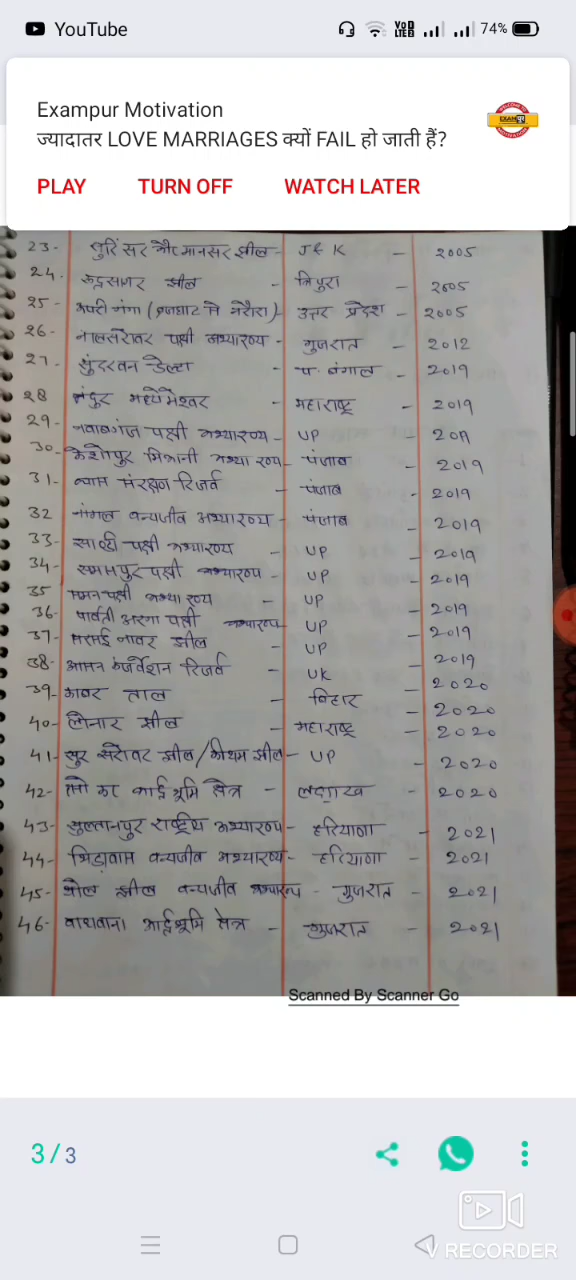 YouTube
VoD LTE 74%
Exampur Motivation
ज्यादातर LOVE MARRIAGES क्यों FAIL हो जाती हैं?
PLAY TURN OFF WATCH LATER
23- सुरिंसर और मानसर झील- J & K - 2005
24. रुद्रसागर झील - त्रिपुरा - 2005
25- ऊपरी गंगा (ब्रजघाट से नरौरा)- उत्तर प्रदेश - 2005
26- नालसरोवर पक्षी अभ्यारण्य - गुजरात - 2012
27- सुंदरवन डेल्टा - प. बंगाल - 2019
28 नंदुर मध्येमेश्वर - महाराष्ट्र - 2019
29- नवाबगंज पक्षी अभ्यारण्य - UP -
30- केशोपुर मिआनी अभ्यारण्य- पंजाब - 2019
31- व्यास संरक्षण रिजर्व - पंजाब - 2019
32 नांगल वन्यजीव अभ्यारण्य - पंजाब - 2019
33- साण्डी पक्षी अभ्यारण्य - UP - 2019
34- समसपुर पक्षी अभ्यारण्य - UP - 2019
35 समन पक्षी अभ्यारण्य - UP - 2019
36- पार्वती अरगा पक्षी अभ्यारण्य UP - 2019
37- सरसई नावर झील - UP - 2019
38- आसन कंजर्वेशन रिजर्व - UK - 2020
39- कावर ताल - बिहार - 2020
40- लोनार झील - महाराष्ट्र - 2020
41- सुर सरोवर झील/कीथम झील- UP - 2020
42- त्सो कर आर्द्रभूमि क्षेत्र - लद्दाख - 2020
43- सुल्तानपुर राष्ट्रीय अभ्यारण्य- हरियाणा - 2021
44- भिंडावास वन्यजीव अभ्यारण्य- हरियाणा - 2021
45- थोल झील वन्यजीव अभ्यारण्य - गुजरात - 2021
46- वाधवाना आर्द्रभूमि क्षेत्र - गुजरात - 2021
Scanned By Scanner Go
3/3
V RECORDER